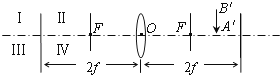 I II B'
F O F A'
III IV
2f 2f